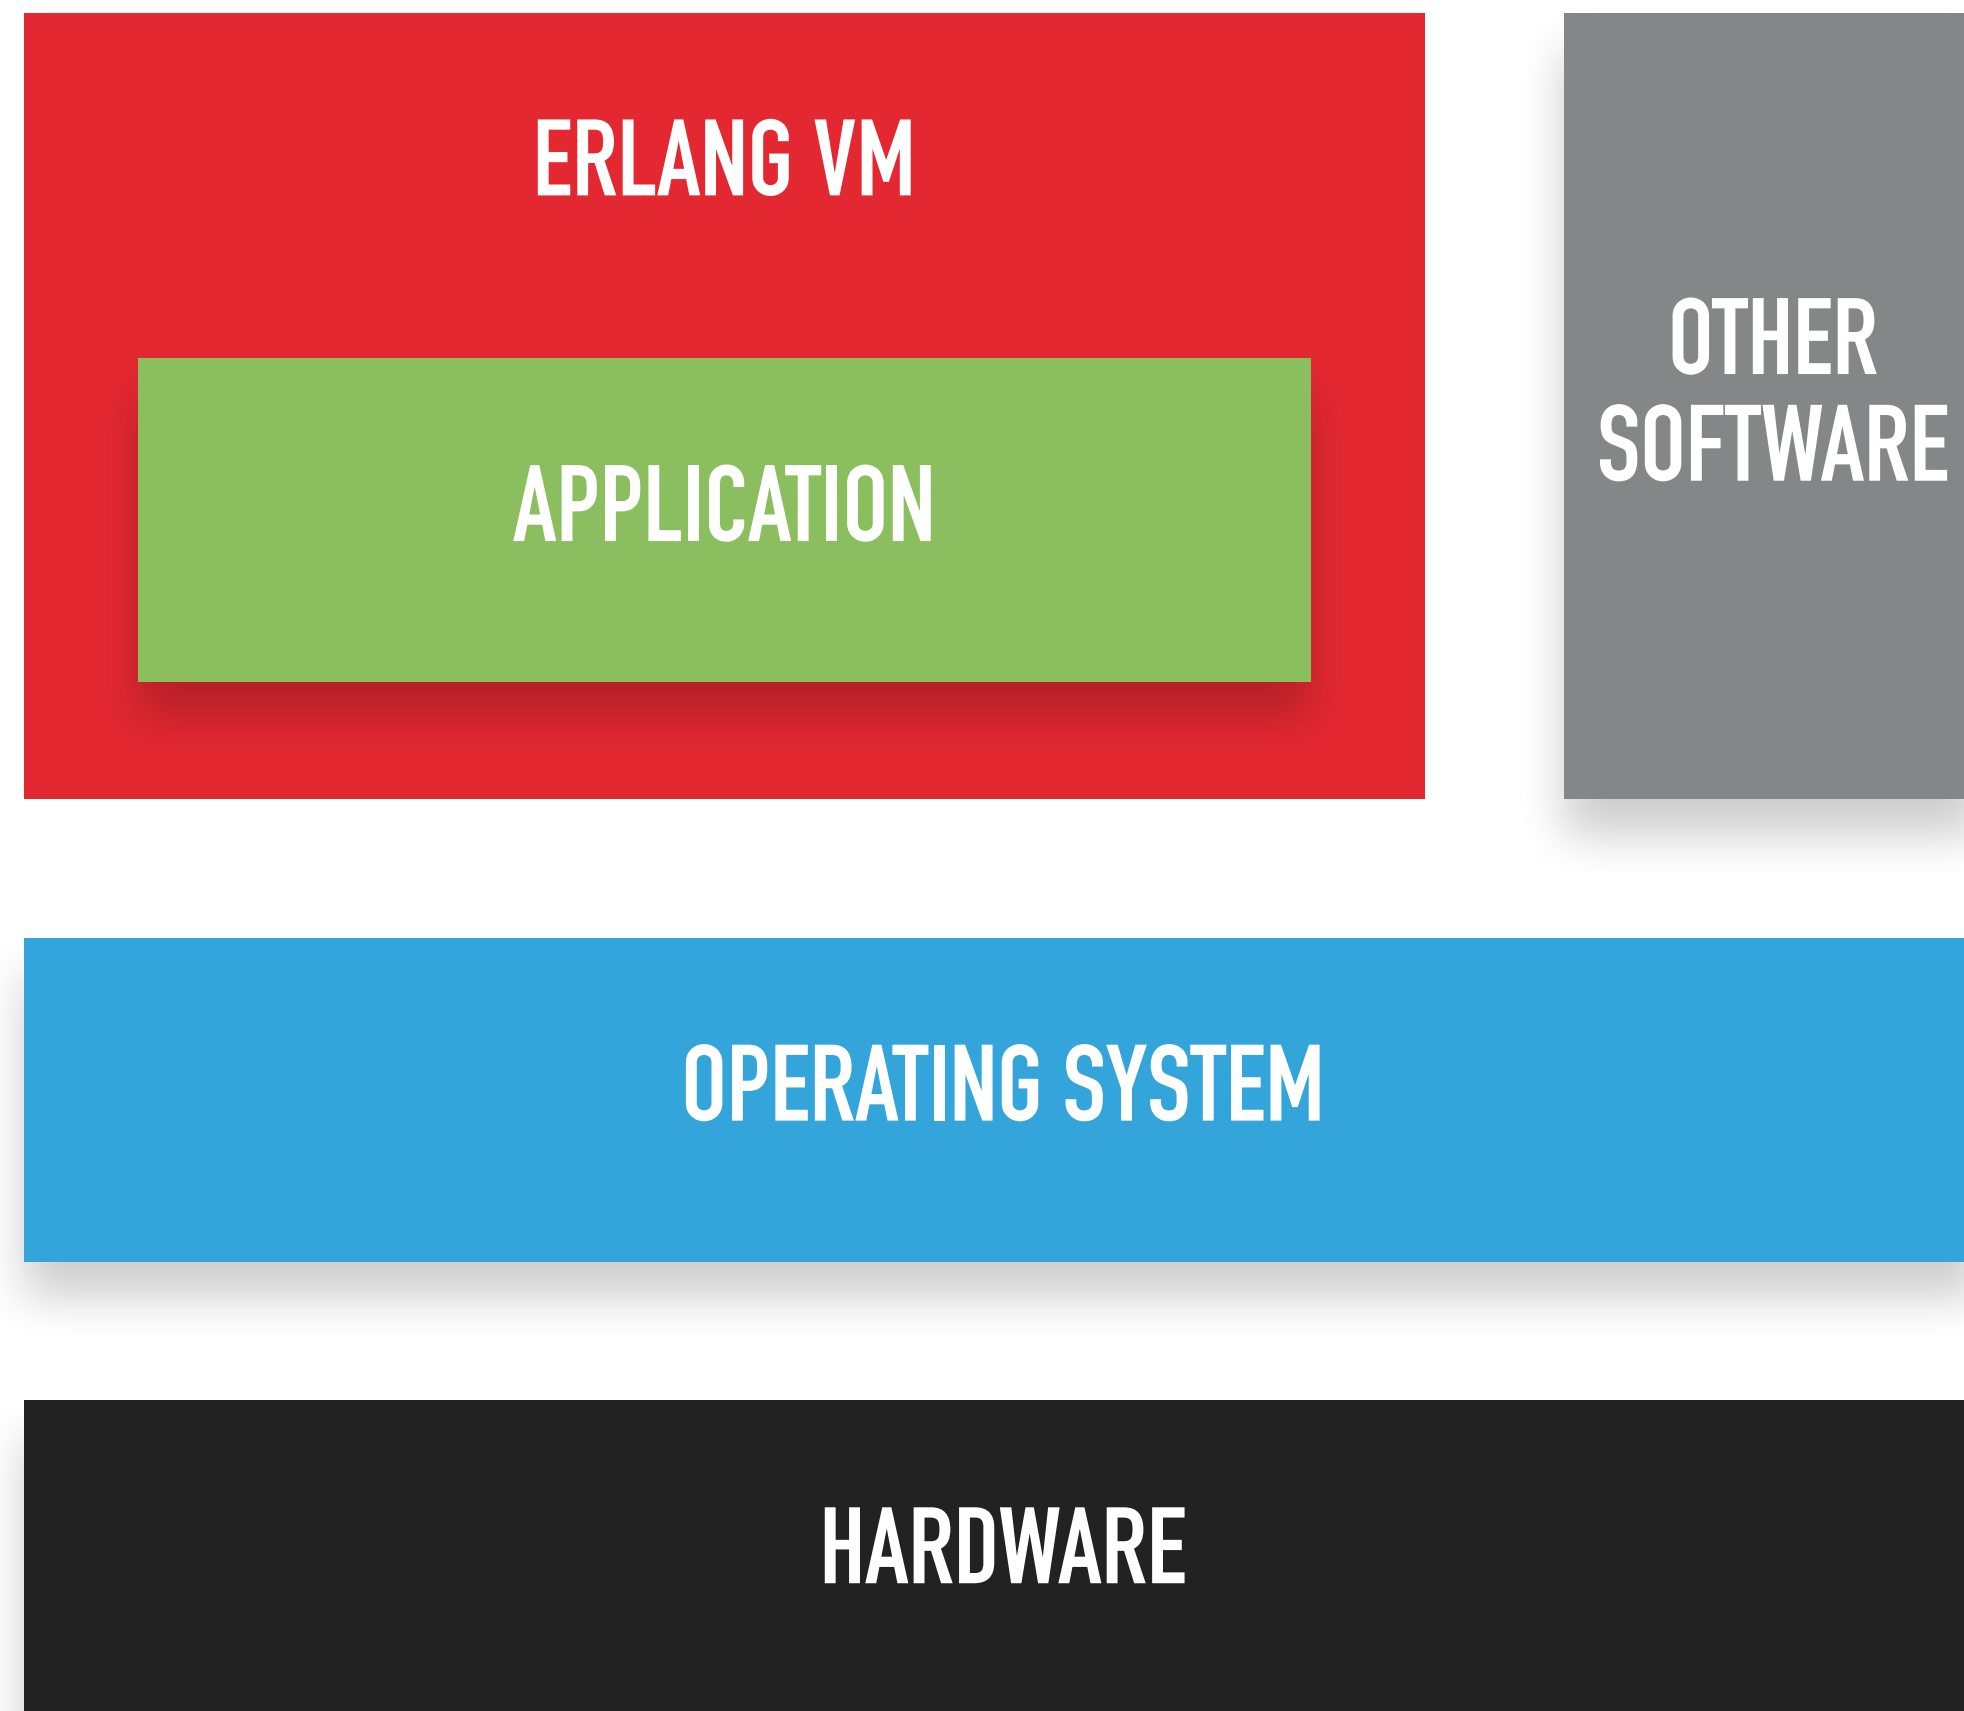 ERLANG VM
APPLICATION
OTHER
SOFTWARE
OPERATING SYSTEM
HARDWARE